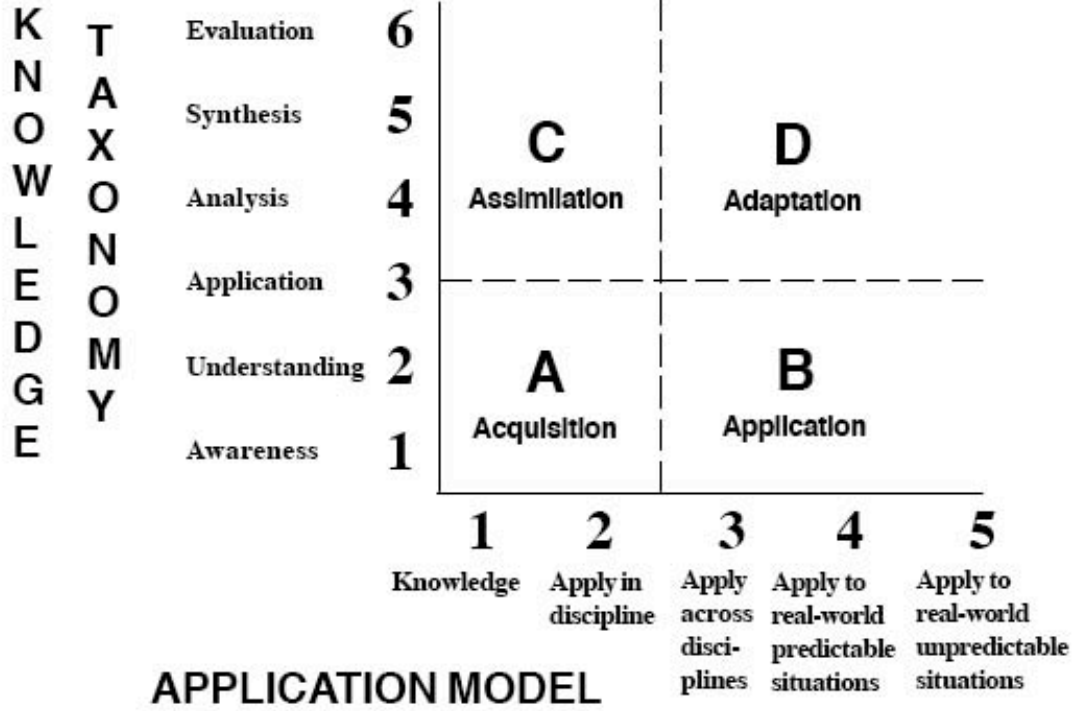 KNOWLEDGE
TAXONOMY
Evaluation 6
Synthesis 5
Analysis 4
Application 3
Understanding 2
Awareness 1
C
Assimilation
D
Adaptation
A
Acquisition
B
Application
1
Knowledge
2
Apply in
discipline
3
Apply
across
disci-
plines
4
Apply to
real-world
predictable
situations
5
Apply to
real-world
unpredictable
situations
APPLICATION MODEL